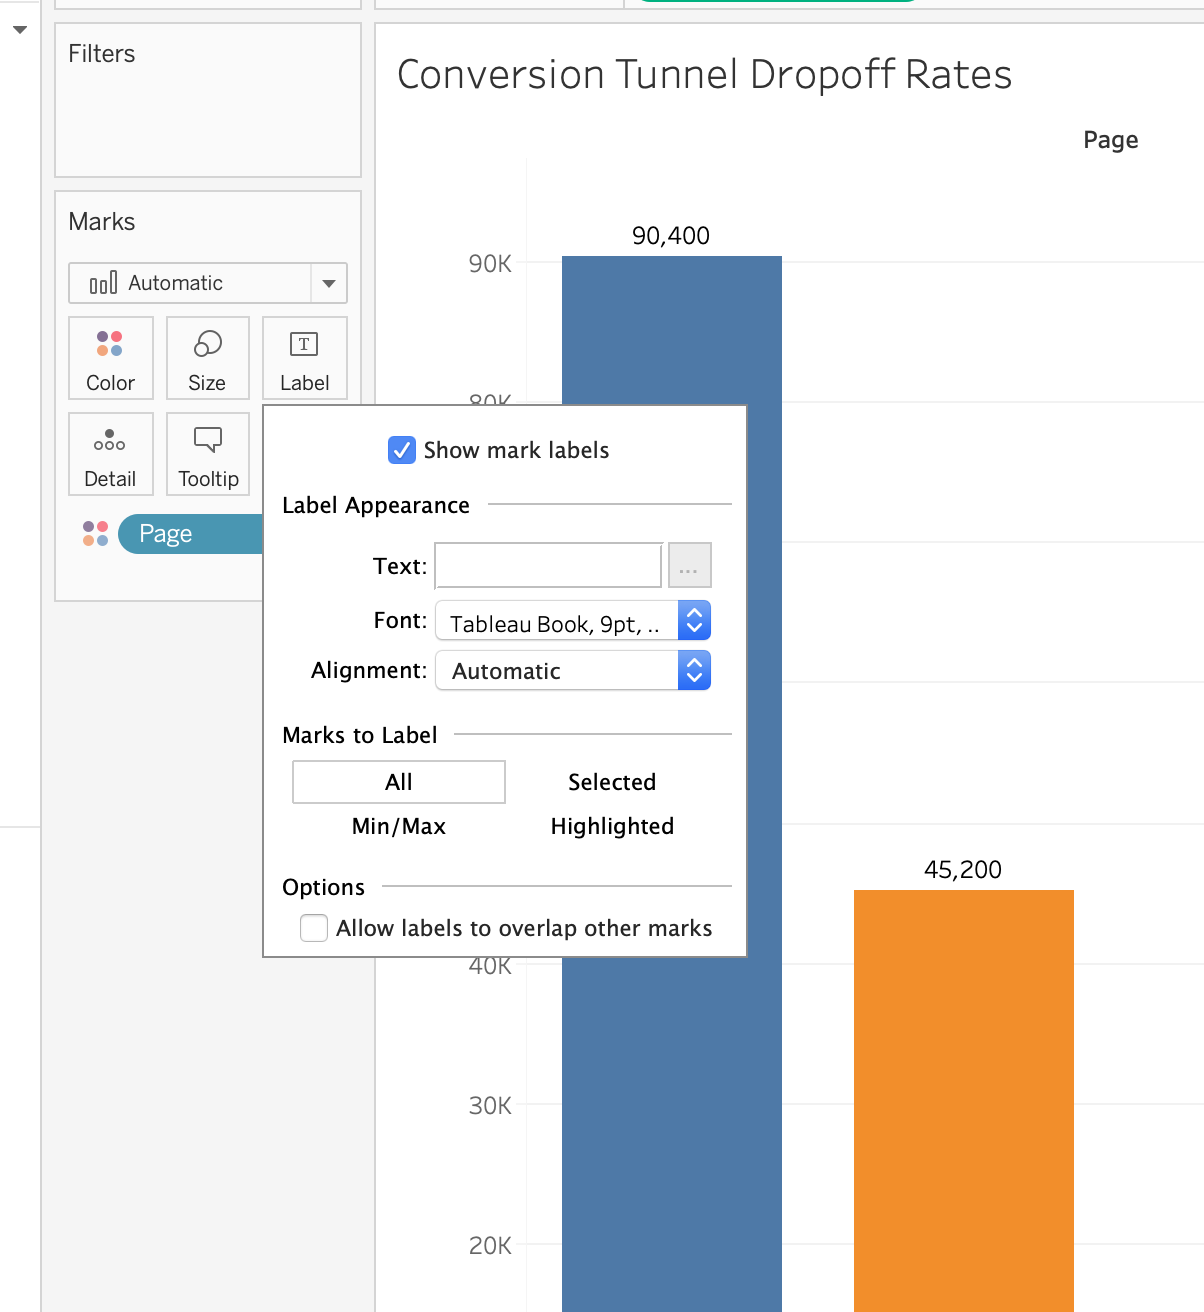 Filters
Marks
Automatic
Color
Size
T
Label
Detail
Tooltip
Page
Show mark labels
Label Appearance
Text:
...
Font: Tableau Book, 9pt, ..
Alignment: Automatic
Marks to Label
All
Selected
Min/Max
Highlighted
Options
Allow labels to overlap other marks
Conversion Tunnel Dropoff Rates
Page
90,400
90K
80K
45,200
40K
30K
20K